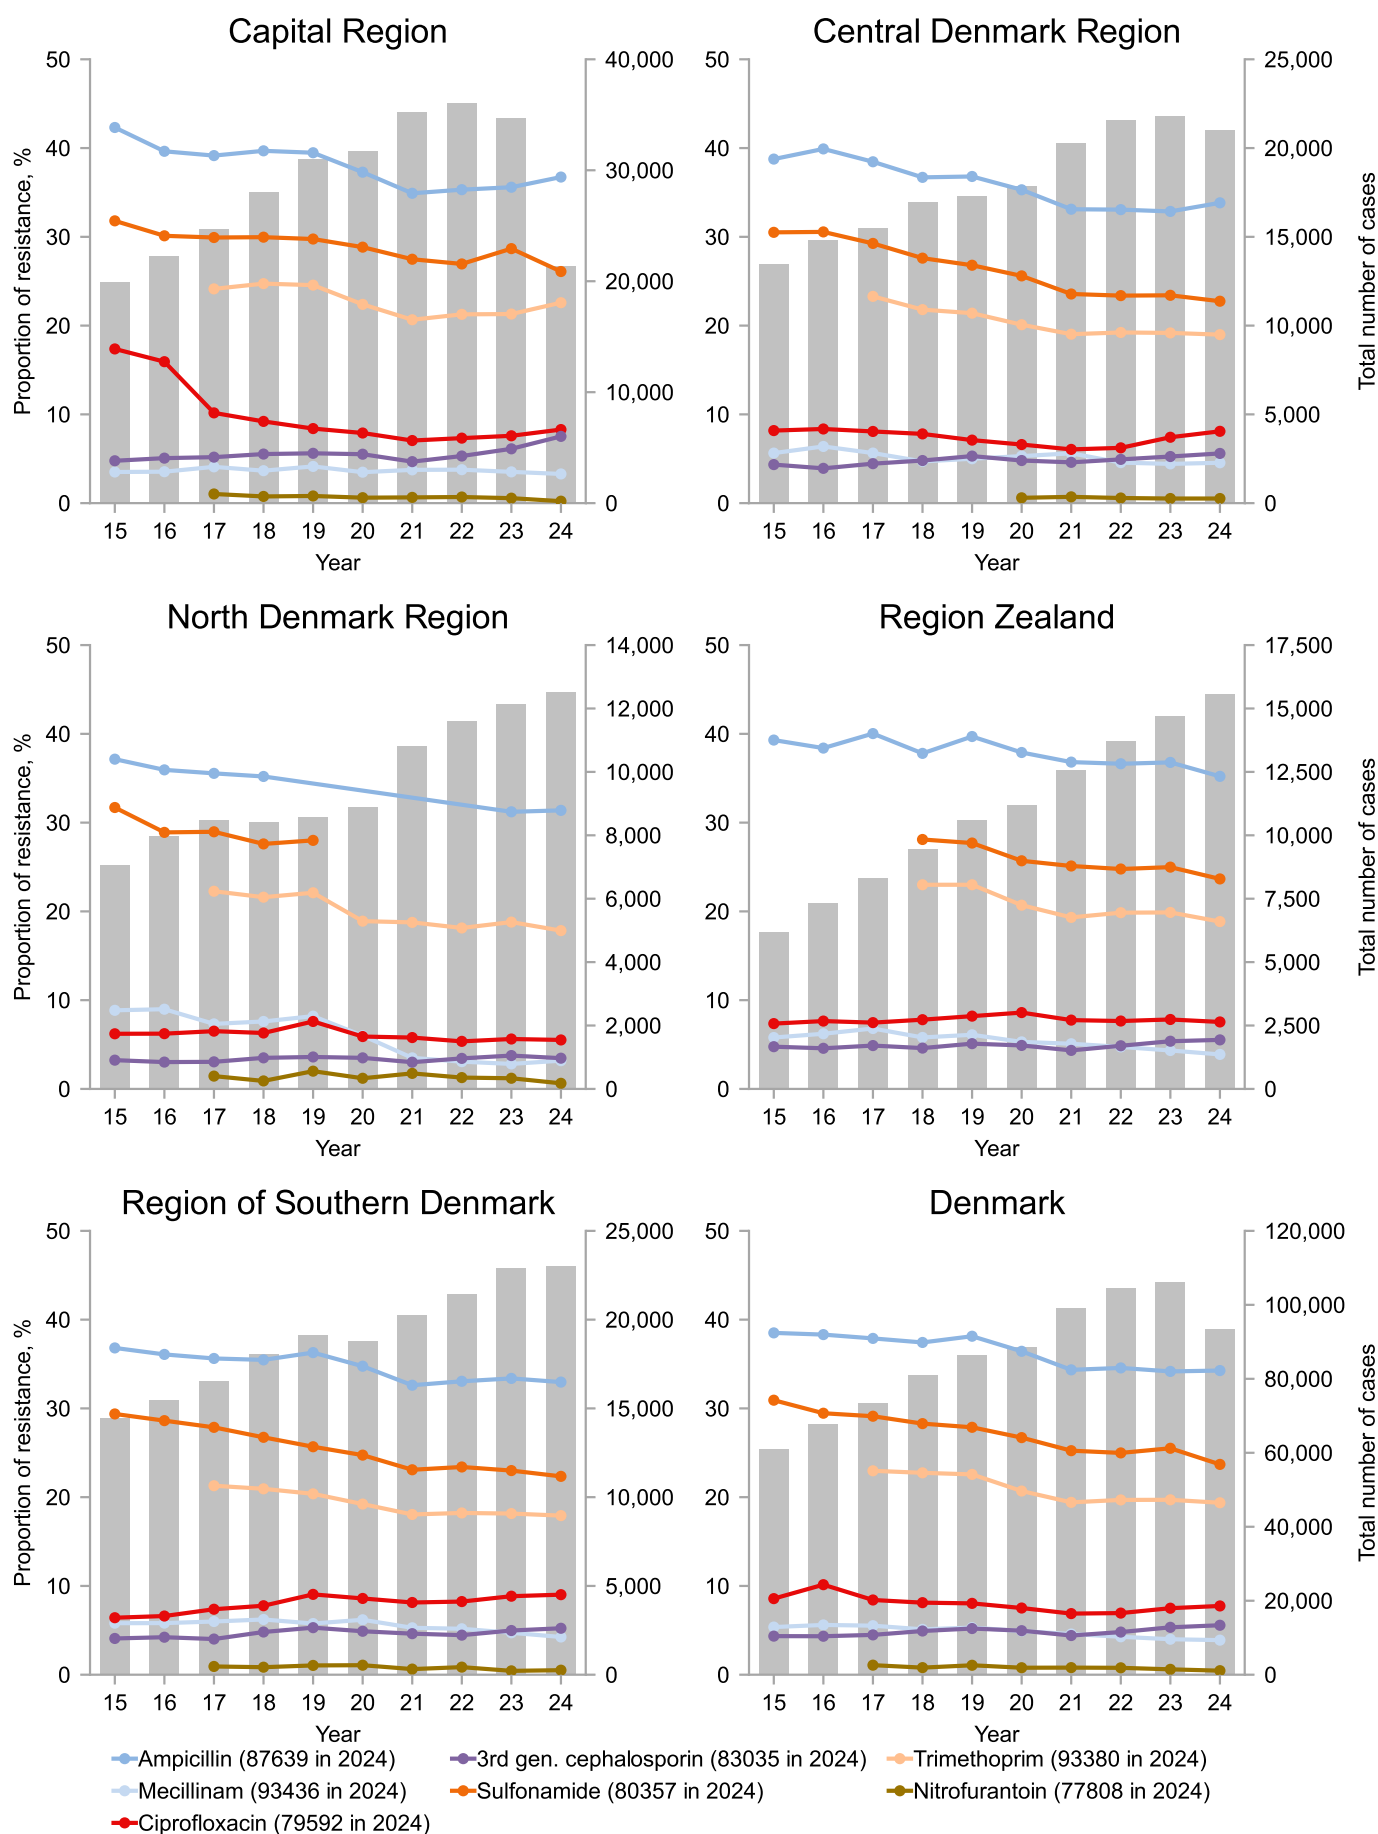 Capital Region
Central Denmark Region
50
40
30
20
10
0
Proportion of resistance, %
40,000
30,000
20,000
10,000
0
15 16 17 18 19 20 21 22 23 24
Year
50
40
30
20
10
0
25,000
20,000
15,000
10,000
5,000
0
Total number of cases
15 16 17 18 19 20 21 22 23 24
Year
North Denmark Region
Region Zealand
50
40
30
20
10
0
Proportion of resistance, %
14,000
12,000
10,000
8,000
6,000
4,000
2,000
0
15 16 17 18 19 20 21 22 23 24
Year
50
40
30
20
10
0
17,500
15,000
12,500
10,000
7,500
5,000
2,500
0
Total number of cases
15 16 17 18 19 20 21 22 23 24
Year
Region of Southern Denmark
Denmark
50
40
30
20
10
0
Proportion of resistance, %
25,000
20,000
15,000
10,000
5,000
0
15 16 17 18 19 20 21 22 23 24
Year
50
40
30
20
10
0
120,000
100,000
80,000
60,000
40,000
20,000
0
Total number of cases
15 16 17 18 19 20 21 22 23 24
Year
Ampicillin (87639 in 2024)
3rd gen. cephalosporin (83035 in 2024)
Trimethoprim (93380 in 2024)
Mecillinam (93436 in 2024)
Sulfonamide (80357 in 2024)
Nitrofurantoin (77808 in 2024)
Ciprofloxacin (79592 in 2024)